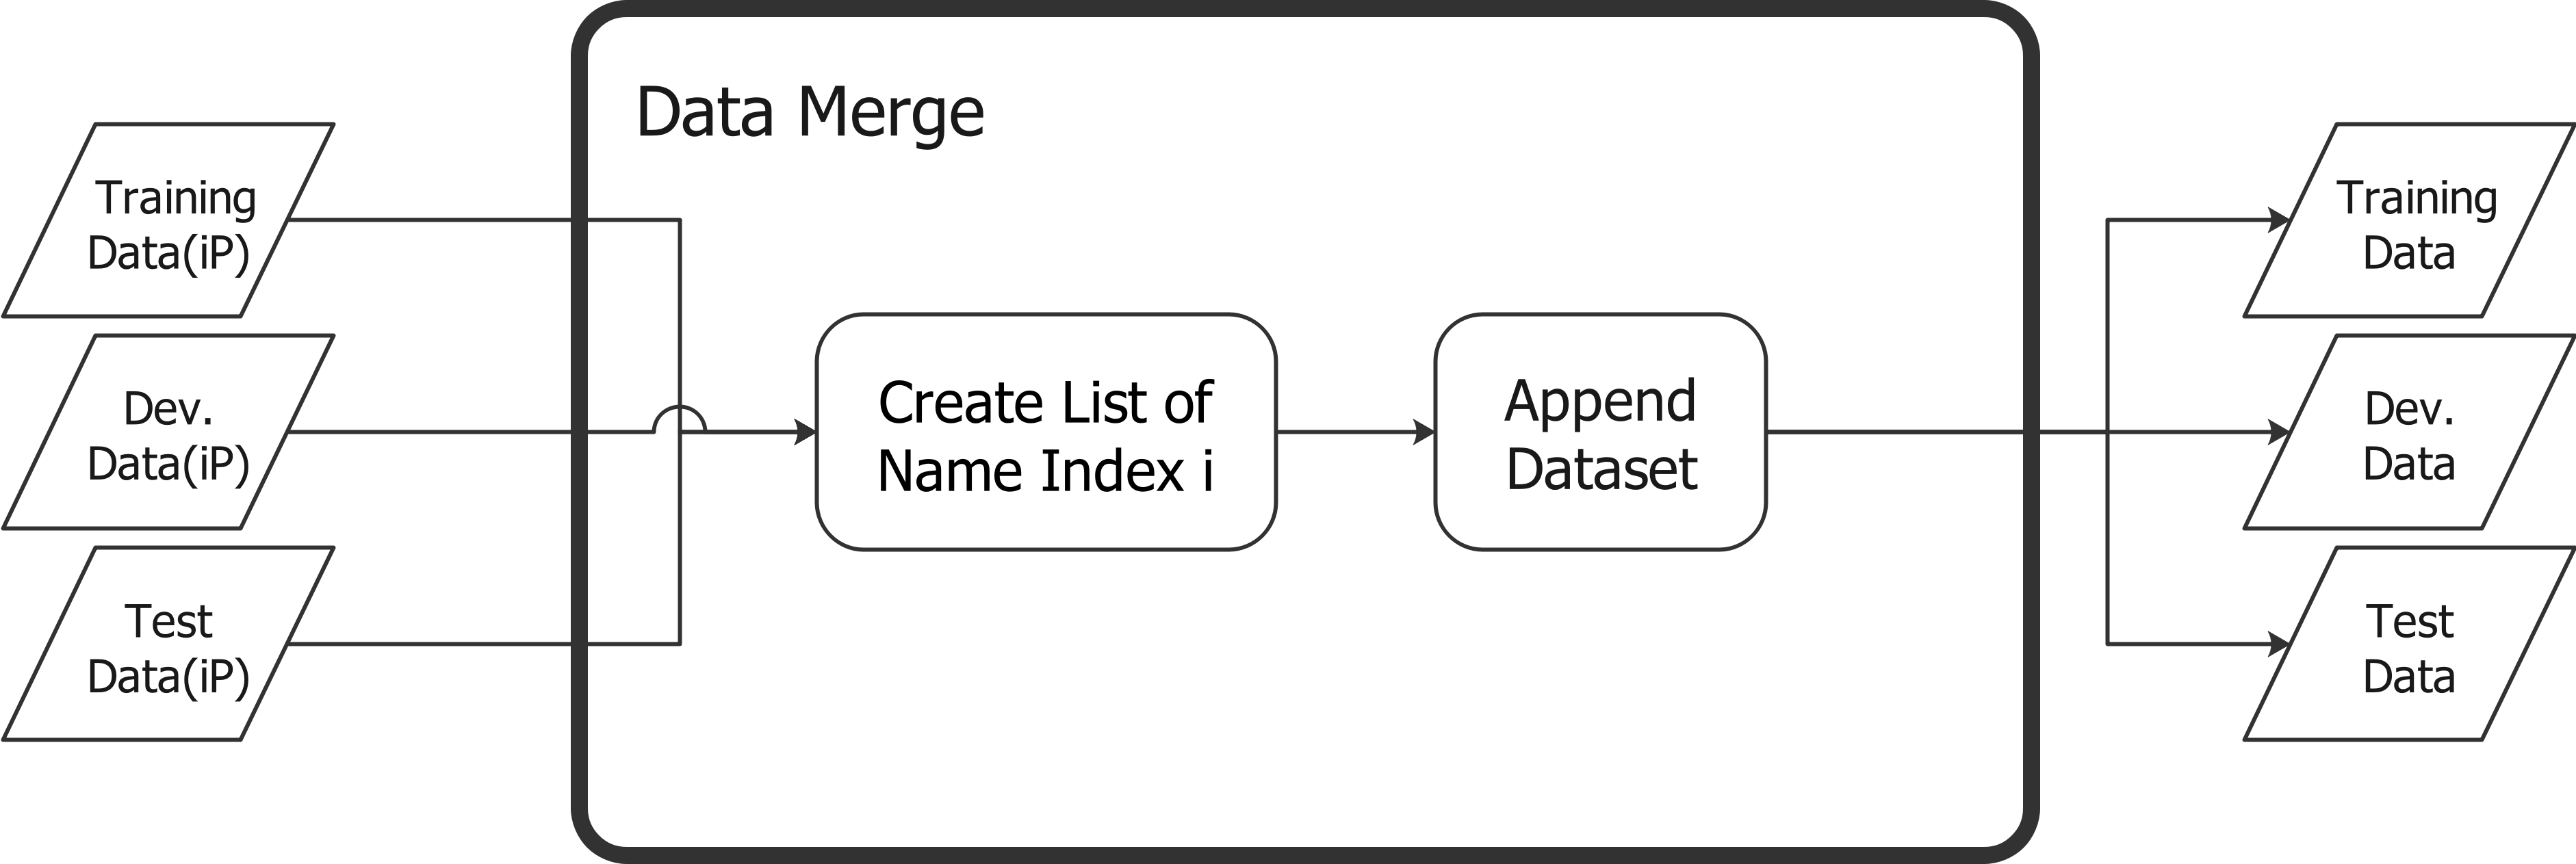 Data Merge
Training
Data(iP)
Dev.
Data(iP)
Test
Data(iP)
Create List of
Name Index i
Append
Dataset
Training
Data
Dev.
Data
Test
Data